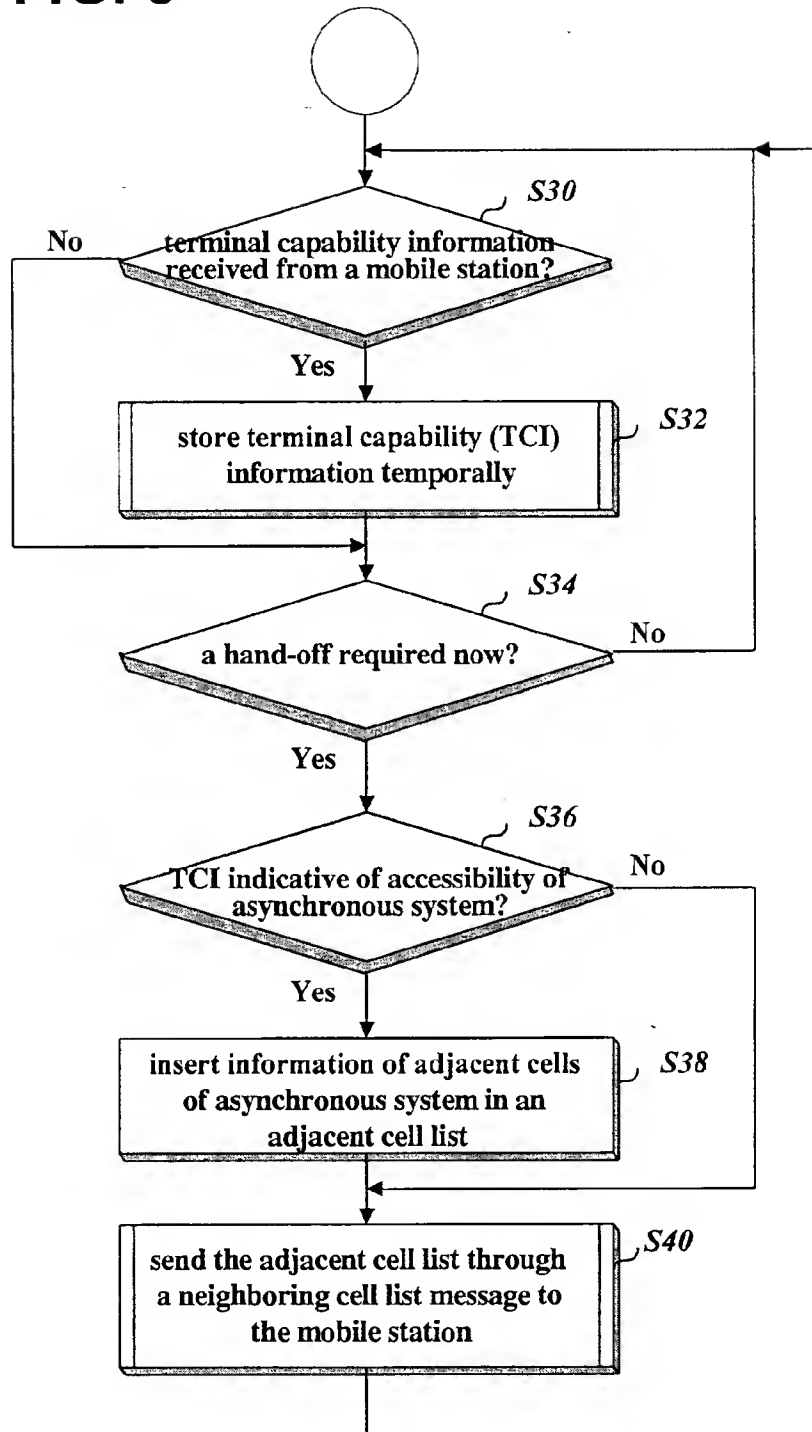 S30
No
terminal capability information
received from a mobile station?
Yes
S32
store terminal capability (TCI)
information temporally
S34
a hand-off required now?
No
Yes
S36
TCI indicative of accessibility of
asynchronous system?
No
Yes
insert information of adjacent cells
of asynchronous system in an
adjacent cell list
S38
S40
send the adjacent cell list through
a neighboring cell list message to
the mobile station